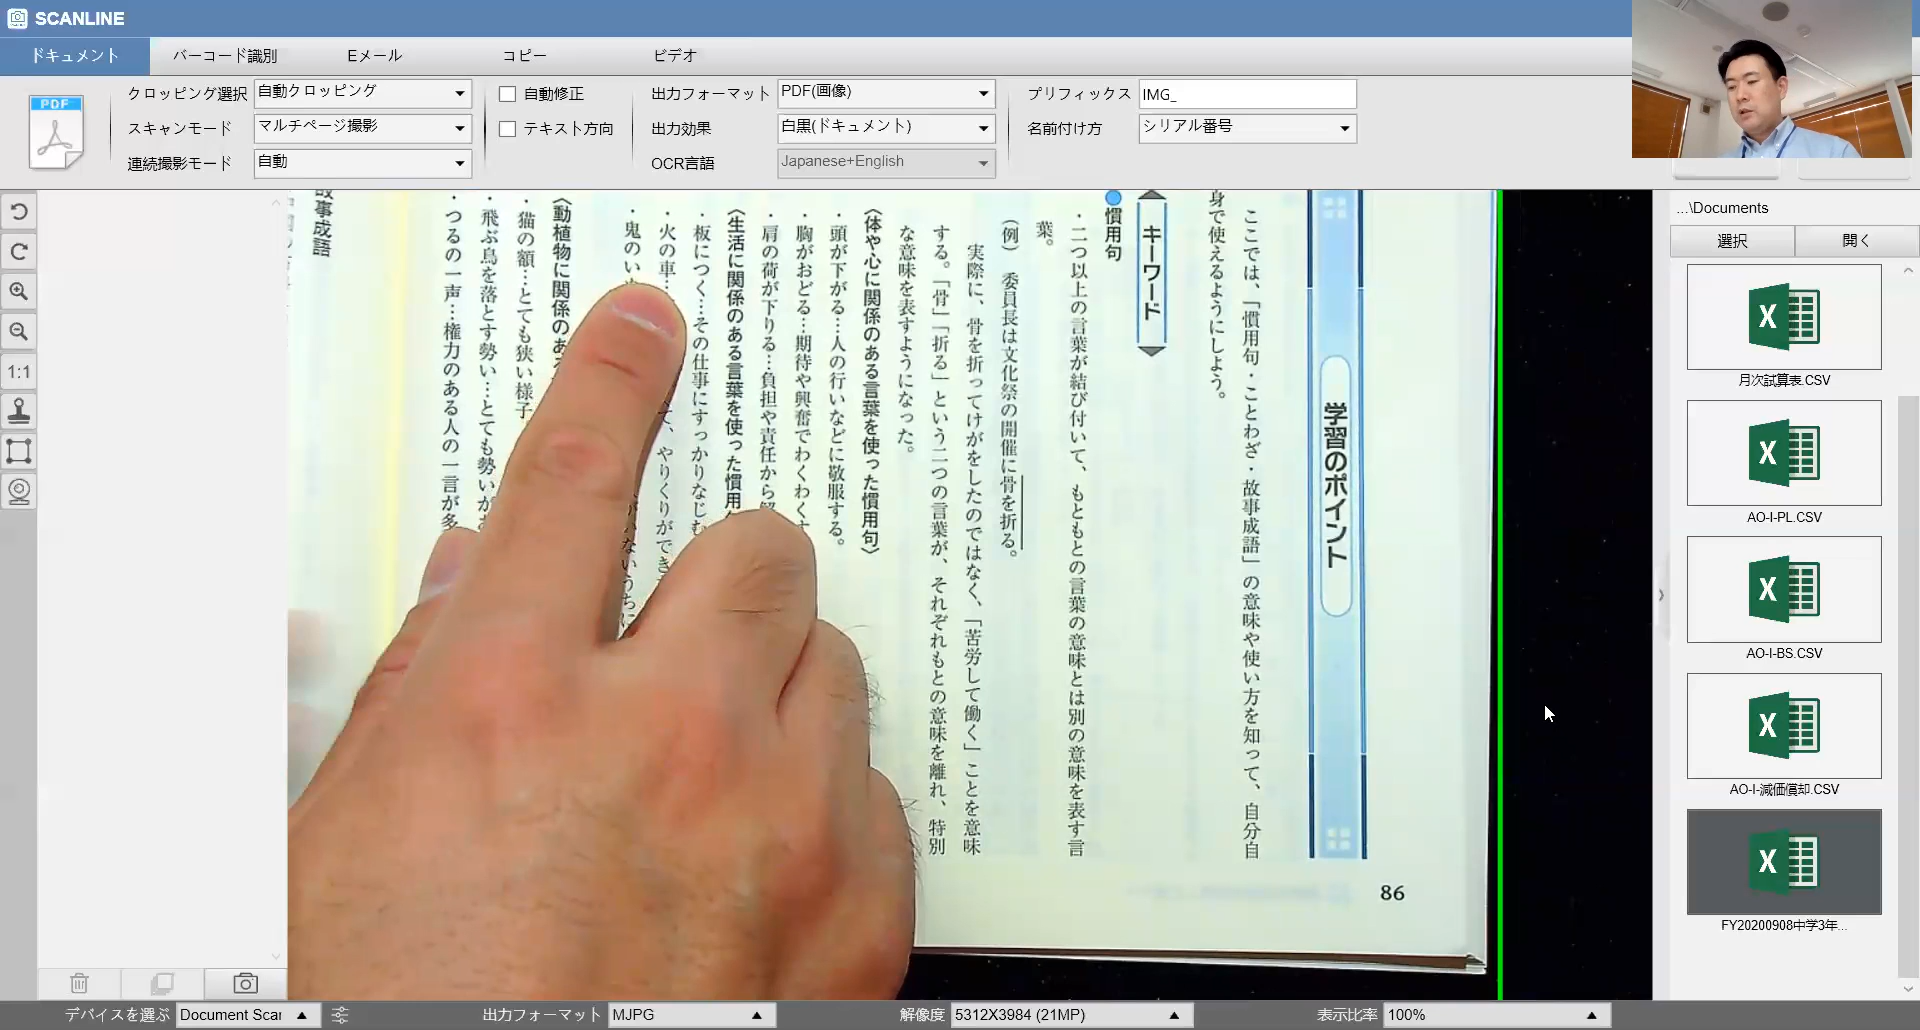 SCANLINE
ドキュメント
バーコード識別
Eメール
コピー
ビデオ
PDF
クロッピング選択
自動クロッピング
スキャンモード
マルチページ撮影
連続撮影モード
自動
自動修正
テキスト方向
出力フォーマット
PDF(画像)
出力効果
白黒(ドキュメント)
OCR言語
Japanese+English
プリフィックス
IMG_
名前付け方
シリアル番号
1:1
学習のポイント
ここでは、「慣用句・ことわざ・故事成語」の意味や使い方を知って、自分自
身で使えるようにしよう。
キーワード
慣用句
・二つ以上の言葉が結び付いて、もともとの言葉の意味とは別の意味を表す言
葉。
(例) 委員長は文化祭の開催に骨を折る。
実際に、骨を折ってけがをしたのではなく、「苦労して働く」ことを意味
する。「骨」「折る」という二つの言葉が、それぞれもとの意味を離れ、特別
な意味を表すようになった。
〈体や心に関係のある言葉を使った慣用句〉
・頭が下がる…人の行いなどに敬服する。
・胸がおどる…期待や興奮でわくわくす
・肩の荷が下りる…負担や責任から
〈生活に関係のある言葉を使った慣用
・板につく…その仕事にすっかりなじむ
・火の車… て、やりくりができ
・鬼のい ないうちに
〈動植物に関係のあ
・猫の額…とても狭い様子
・飛ぶ鳥を落とす勢い…とても勢いが
・つるの一声…権力のある人の一言が多
故事成語
86
...\Documents
選択
開く
月次試算表.CSV
AO-I-PL.CSV
AO-I-BS.CSV
AO-I-減価償却.CSV
FY20200908中学3年...
デバイスを選ぶ
Document Scan
出力フォーマット
MJPG
解像度
5312X3984 (21MP)
表示比率
100%